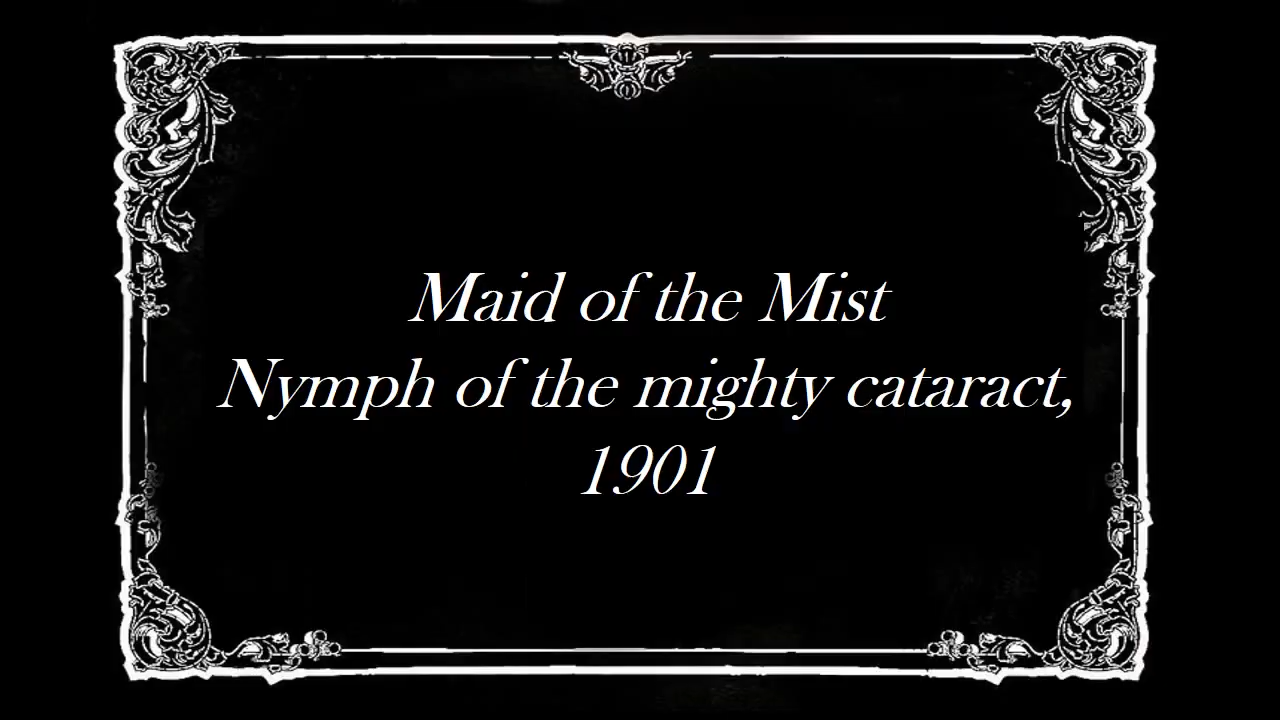 Maid of the Mist
Nymph of the mighty cataract,
1901